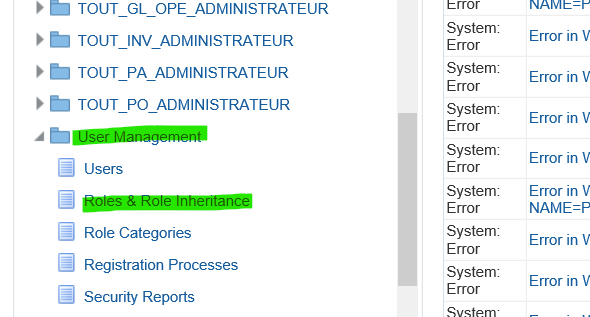 TOUT_GL_OPE_ADMINISTRATEUR
TOUT_INV_ADMINISTRATEUR
TOUT_PA_ADMINISTRATEUR
TOUT_PO_ADMINISTRATEUR
User Management
Users
Roles & Role Inheritance
Role Categories
Registration Processes
Security Reports
Error
NAME=P
System:
Error
Error in W
System:
Error
Error in W
System:
Error
Error in W
System:
Error
Error in W
System:
Error
Error in W
NAME=P
System:
Error
Error in W
System:
Error
Error in W
System: